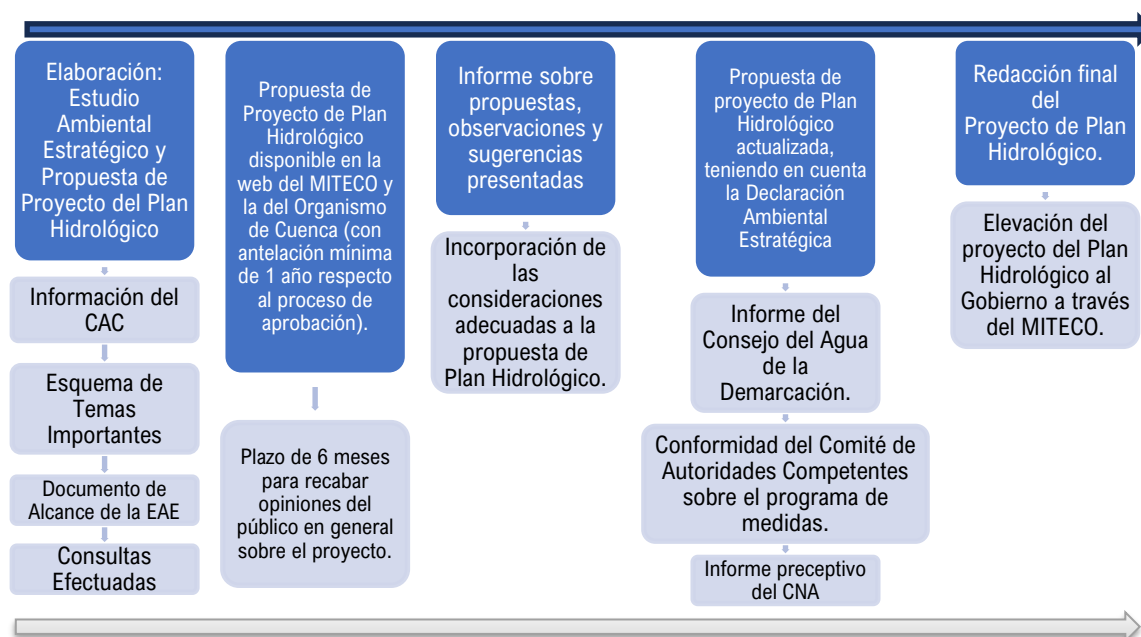 Elaboración:
Estudio
Ambiental
Estratégico y
Propuesta de
Proyecto del Plan
Hidrológico
Información del
CAC
Esquema de
Temas
Importantes
Documento de
Alcance de la EAE
Consultas
Efectuadas
Propuesta de
Proyecto de Plan
Hidrológico
disponible en la
web del MITECO y
la del Organismo
de Cuenca (con
antelación mínima
de 1 año respecto
al proceso de
aprobación).
Plazo de 6 meses
para recabar
opiniones del
público en general
sobre el proyecto.
Informe sobre
propuestas,
observaciones y
sugerencias
presentadas
Incorporación de
las
consideraciones
adecuadas a la
propuesta de
Plan Hidrológico.
Propuesta de
proyecto de Plan
Hidrológico
actualizada,
teniendo en cuenta
la Declaración
Ambiental
Estratégica
Informe del
Consejo del Agua
de la
Demarcación.
Conformidad del Comité de
Autoridades Competentes
sobre el programa de
medidas.
Informe preceptivo
del CNA
Redacción final
del
Proyecto de Plan
Hidrológico.
Elevación del
proyecto del Plan
Hidrológico al
Gobierno a través
del MITECO.